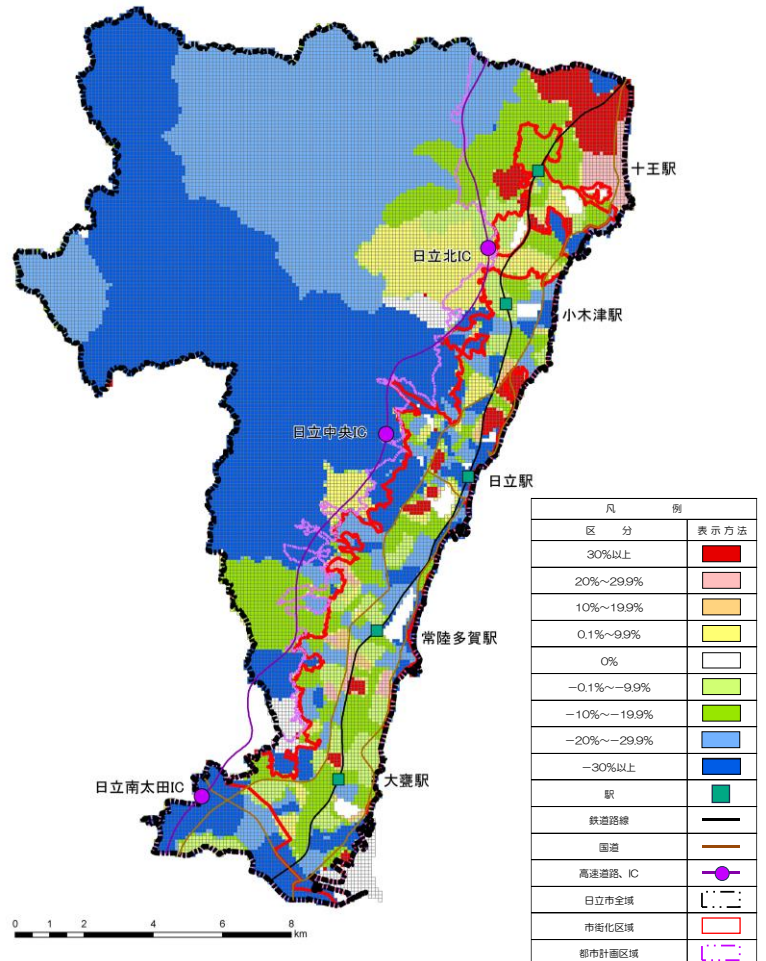 十王駅
日立北IC
小木津駅
日立中央IC
日立駅
常陸多賀駅
日立南太田IC
大甕駅
0 1 2 4 6 8
km
凡 例
区 分 表示方法
30%以上
20%～29.9%
10%～19.9%
0.1%～9.9%
0%
−0.1%～−9.9%
−10%～−19.9%
−20%～−29.9%
−30%以上
駅
鉄道路線
国道
高速道路、IC
日立市全域
市街化区域
都市計画区域